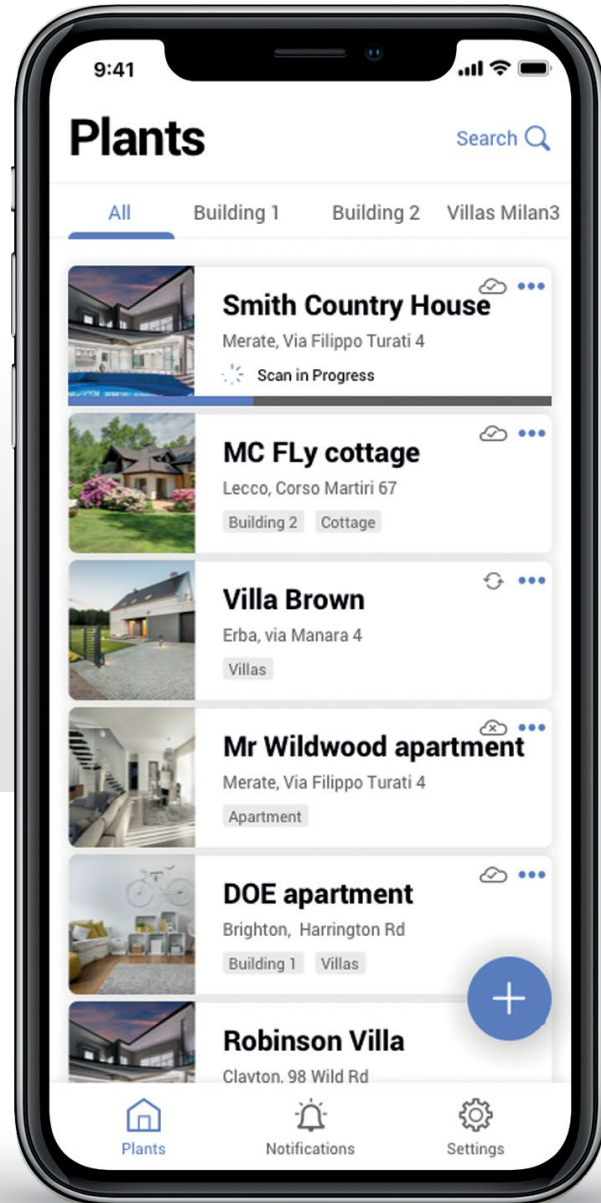 9:41
Plants
Search
All Building 1 Building 2 Villas Milan3
Smith Country House
Merate, Via Filippo Turati 4
Scan in Progress
MC FLy cottage
Lecco, Corso Martiri 67
Building 2 Cottage
Villa Brown
Erba, via Manara 4
Villas
Mr Wildwood apartment
Merate, Via Filippo Turati 4
Apartment
DOE apartment
Brighton, Harrington Rd
Building 1 Villas
Robinson Villa
Clayton, 98 Wild Rd
Plants Notifications Settings